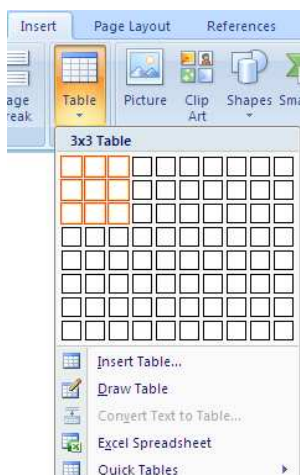 Insert Page Layout References
age Table Picture Clip Shapes Sma
reak Art
3x3 Table
Insert Table...
Draw Table
Convert Text to Table...
Excel Spreadsheet
Quick Tables